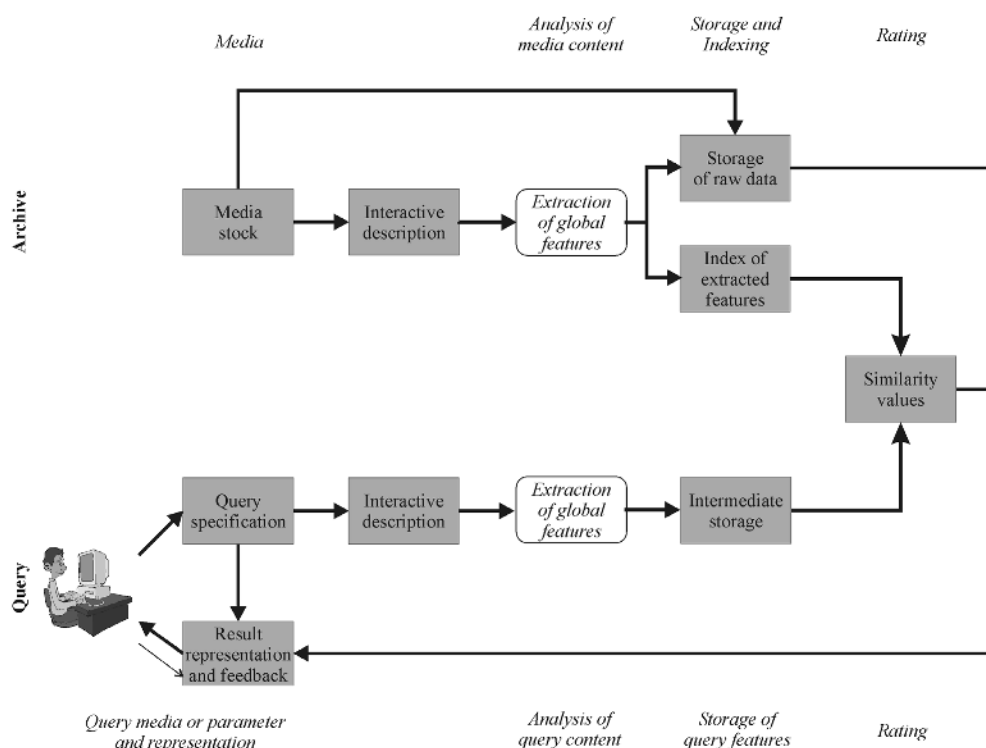 Media
Analysis of
media content
Storage and
Indexing
Rating
Archive
Storage
of raw data
Media
stock
Interactive
description
Extraction
of global
features
Index of
extracted
features
Similarity
values
Query
Query
specification
Interactive
description
Extraction
of global
features
Intermediate
storage
Result
representation
and feedback
Query media or parameter
and representation
Analysis of
query content
Storage of
query features
Rating